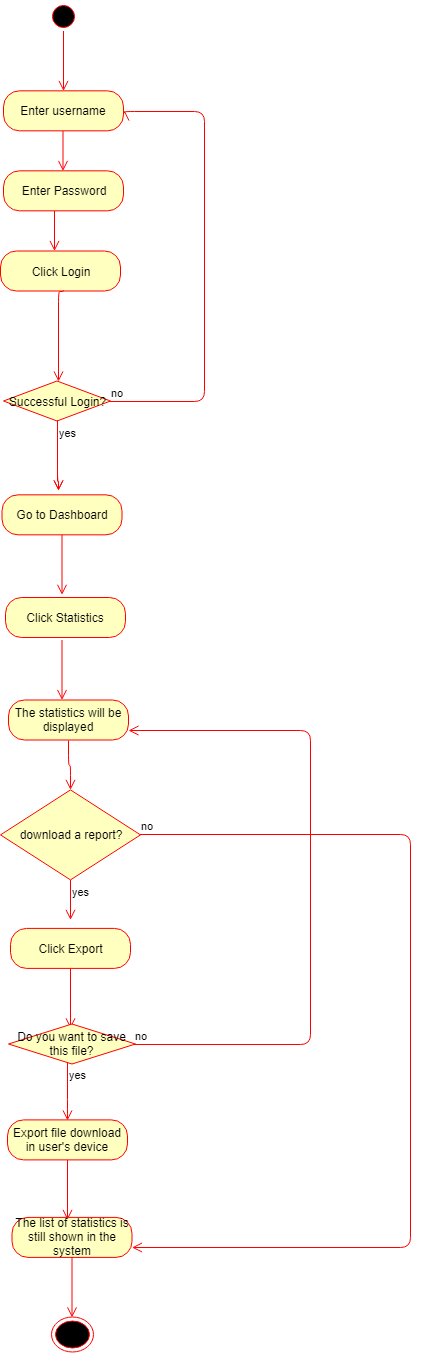 Enter username
Enter Password
Click Login
Successful Login?
no
yes
Go to Dashboard
Click Statistics
The statistics will be
displayed
download a report?
no
yes
Click Export
Do you want to save
this file?
no
yes
Export file download
in user's device
The list of statistics is
still shown in the
system